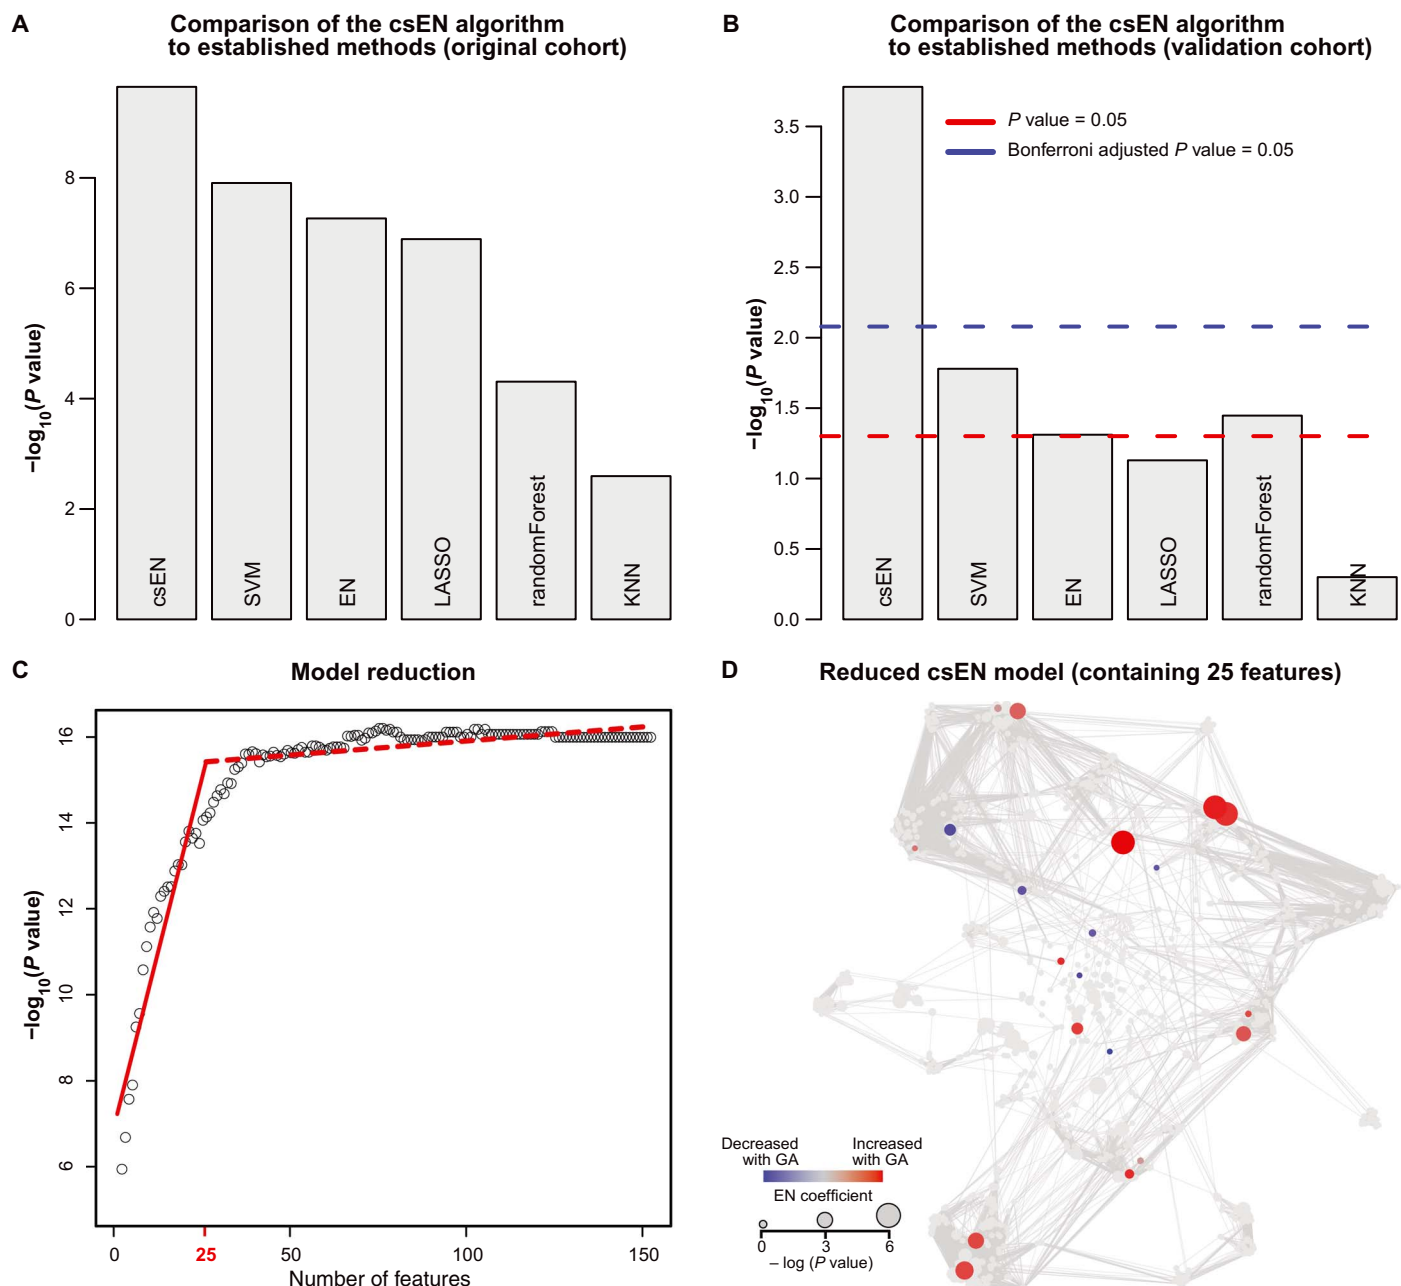 A
Comparison of the csEN algorithm
to established methods (original cohort)
−log10(P value)
8
6
4
2
0
csEN
SVM
EN
LASSO
randomForest
KNN
B
Comparison of the csEN algorithm
to established methods (validation cohort)
P value = 0.05
Bonferroni adjusted P value = 0.05
−log10(P value)
3.5
3.0
2.5
2.0
1.5
1.0
0.5
0.0
csEN
SVM
EN
LASSO
randomForest
KNN
C
Model reduction
−log10(P value)
16
14
12
10
8
6
0
25
50
100
150
Number of features
D
Reduced csEN model (containing 25 features)
Decreased
with GA
Increased
with GA
EN coefficient
0
3
6
− log (P value)